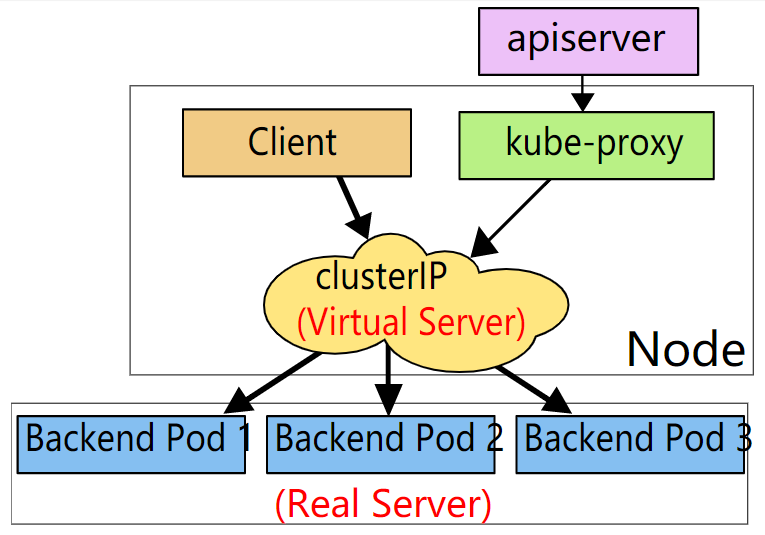 apiserver
Client
kube-proxy
clusterIP
(Virtual Server)
Node
Backend Pod 1
Backend Pod 2
Backend Pod 3
(Real Server)